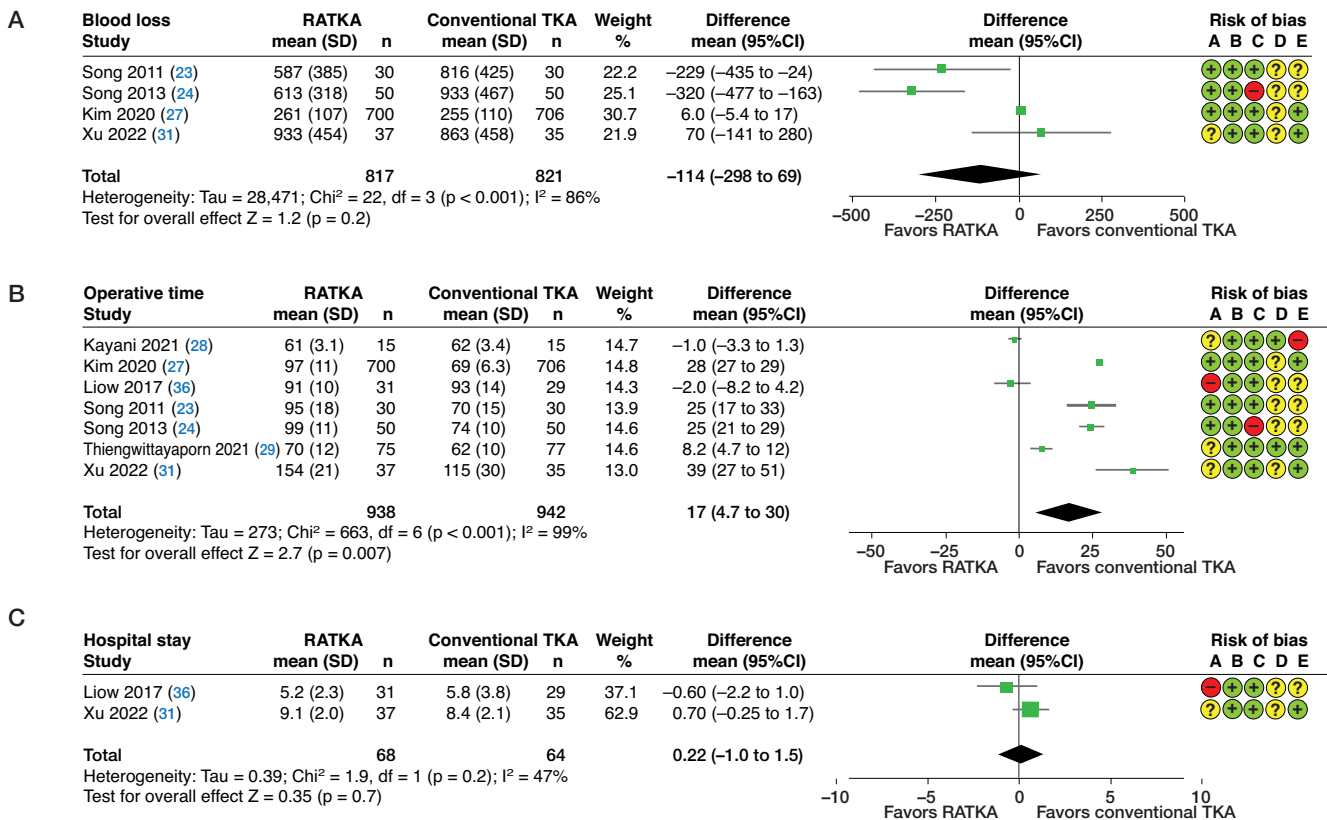 A
Blood loss RATKA Conventional TKA Weight Difference Difference Risk of bias
Study mean (SD) n mean (SD) n % mean (95%CI) mean (95%CI) A B C D E
Song 2011 (23) 587 (385) 30 816 (425) 30 22.2 −229 (−435 to −24) + + + ? ?
Song 2013 (24) 613 (318) 50 933 (467) 50 25.1 −320 (−477 to −163) + + − ? ?
Kim 2020 (27) 261 (107) 700 255 (110) 706 30.7 6.0 (−5.4 to 17) + + + ? +
Xu 2022 (31) 933 (454) 37 863 (458) 35 21.9 70 (−141 to 280) ? + + ? +
Total 817 821 −114 (−298 to 69)
Heterogeneity: Tau = 28,471; Chi² = 22, df = 3 (p < 0.001); I² = 86%
Test for overall effect Z = 1.2 (p = 0.2)
−500 −250 0 250 500
Favors RATKA Favors conventional TKA
B
Operative time RATKA Conventional TKA Weight Difference Difference Risk of bias
Study mean (SD) n mean (SD) n % mean (95%CI) mean (95%CI) A B C D E
Kayani 2021 (28) 61 (3.1) 15 62 (3.4) 15 14.7 −1.0 (−3.3 to 1.3) ? + + + −
Kim 2020 (27) 97 (11) 700 69 (6.3) 706 14.8 28 (27 to 29) + + + ? +
Liow 2017 (36) 91 (10) 31 93 (14) 29 14.3 −2.0 (−8.2 to 4.2) − + + ? ?
Song 2011 (23) 95 (18) 30 70 (15) 30 13.9 25 (17 to 33) + + + ? ?
Song 2013 (24) 99 (11) 50 74 (10) 50 14.6 25 (21 to 29) + + − ? ?
Thiengwittayaporn 2021 (29) 70 (12) 75 62 (10) 77 14.6 8.2 (4.7 to 12) ? + + + +
Xu 2022 (31) 154 (21) 37 115 (30) 35 13.0 39 (27 to 51) ? + + ? +
Total 938 942 17 (4.7 to 30)
Heterogeneity: Tau = 273; Chi² = 663, df = 6 (p < 0.001); I² = 99%
Test for overall effect Z = 2.7 (p = 0.007)
−50 −25 0 25 50
Favors RATKA Favors conventional TKA
C
Hospital stay RATKA Conventional TKA Weight Difference Difference Risk of bias
Study mean (SD) n mean (SD) n % mean (95%CI) mean (95%CI) A B C D E
Liow 2017 (36) 5.2 (2.3) 31 5.8 (3.8) 29 37.1 −0.60 (−2.2 to 1.0) − + + ? ?
Xu 2022 (31) 9.1 (2.0) 37 8.4 (2.1) 35 62.9 0.70 (−0.25 to 1.7) ? + + ? +
Total 68 64 0.22 (−1.0 to 1.5)
Heterogeneity: Tau = 0.39; Chi² = 1.9, df = 1 (p = 0.2); I² = 47%
Test for overall effect Z = 0.35 (p = 0.7)
−10 −5 0 5 10
Favors RATKA Favors conventional TKA